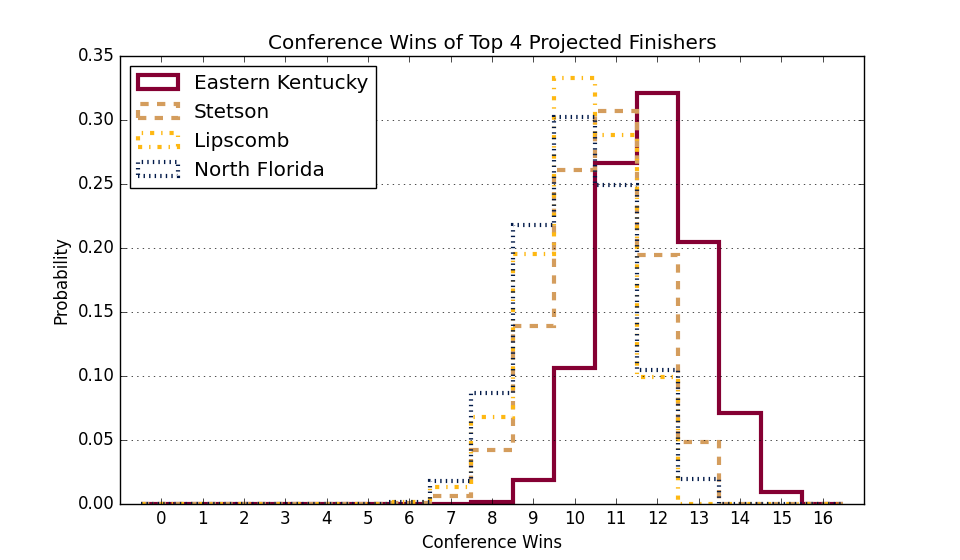 Conference Wins of Top 4 Projected Finishers
Eastern Kentucky
Stetson
Lipscomb
North Florida
Probability
0.35
0.30
0.25
0.20
0.15
0.10
0.05
0.00
0 1 2 3 4 5 6 7 8 9 10 11 12 13 14 15 16
Conference Wins